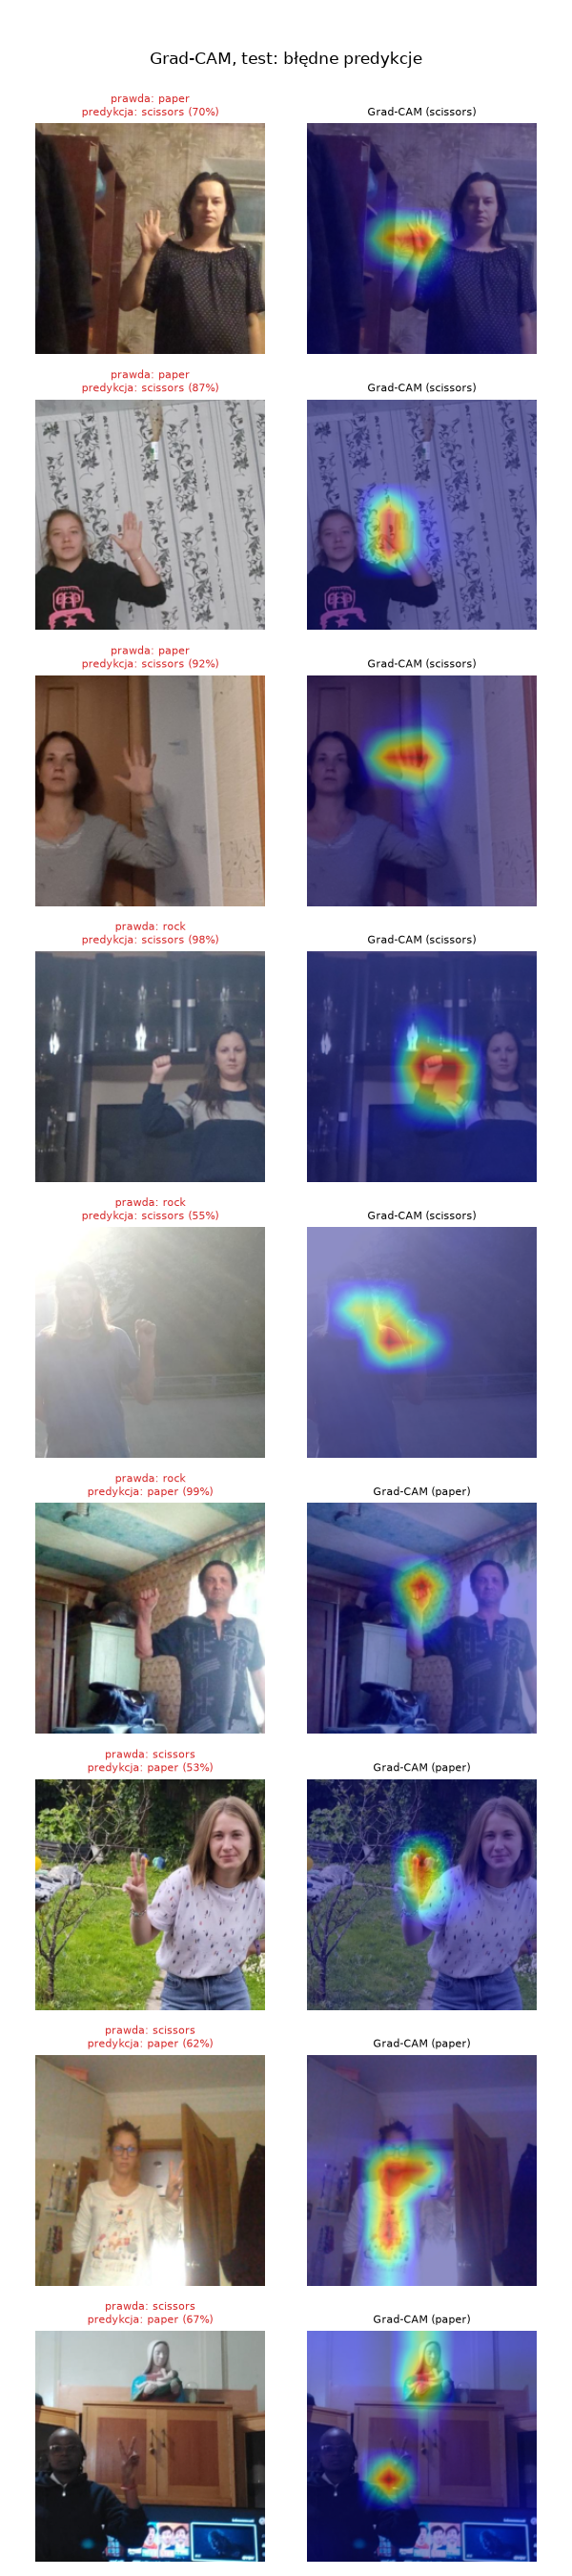 Grad-CAM, test: błędne predykcje
prawda: paper
predykcja: scissors (70%)
Grad-CAM (scissors)
prawda: paper
predykcja: scissors (87%)
Grad-CAM (scissors)
prawda: paper
predykcja: scissors (92%)
Grad-CAM (scissors)
prawda: rock
predykcja: scissors (98%)
Grad-CAM (scissors)
prawda: rock
predykcja: scissors (55%)
Grad-CAM (scissors)
prawda: rock
predykcja: paper (99%)
Grad-CAM (paper)
prawda: scissors
predykcja: paper (53%)
Grad-CAM (paper)
prawda: scissors
predykcja: paper (62%)
Grad-CAM (paper)
prawda: scissors
predykcja: paper (67%)
Grad-CAM (paper)